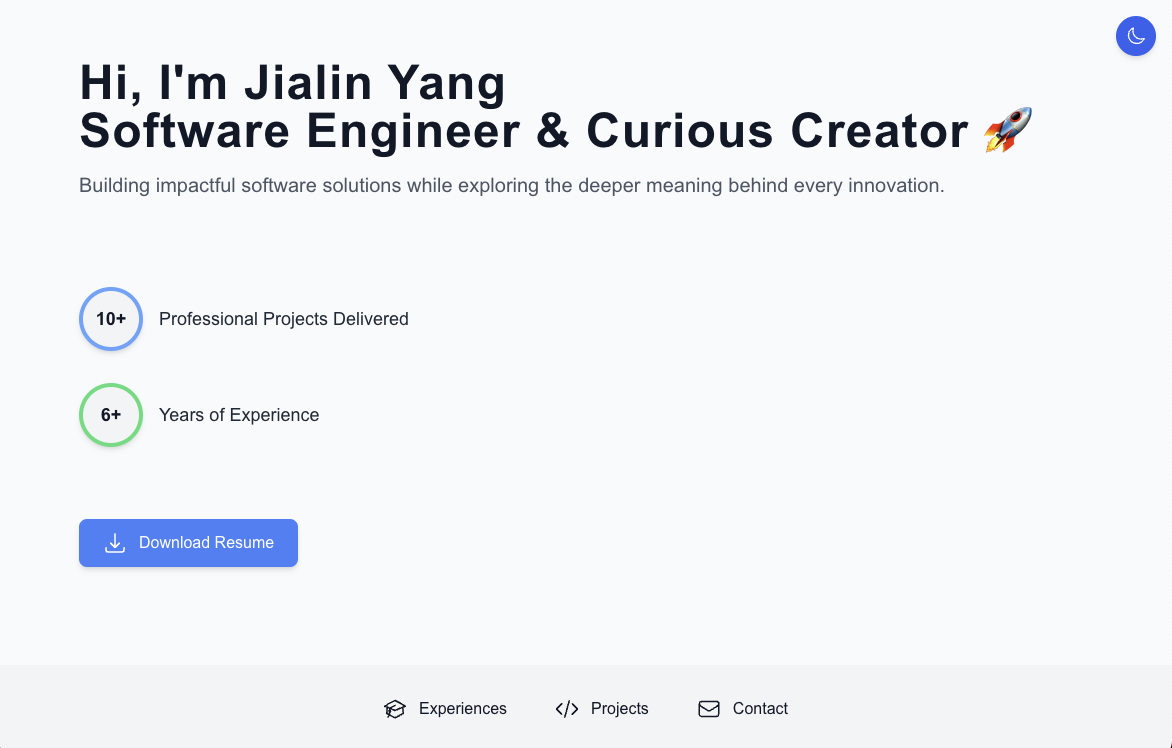 Hi, I'm Jialin Yang
Software Engineer & Curious Creator 🚀
Building impactful software solutions while exploring the deeper meaning behind every innovation.
10+ Professional Projects Delivered
6+ Years of Experience
Download Resume
Experiences Projects Contact